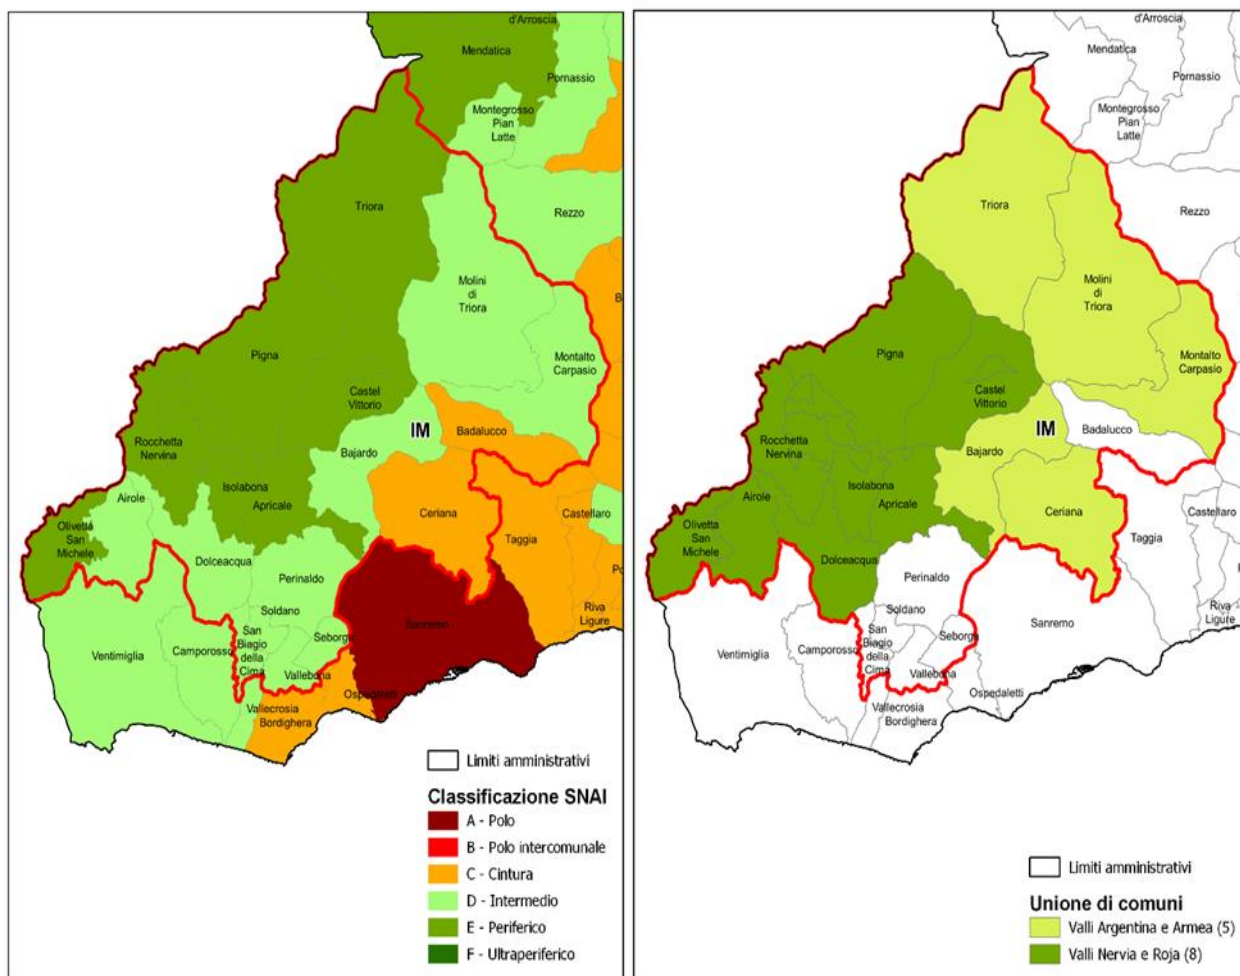 d'Arroscia
Mendatica
Pornassio
Montegrosso
Pian
Latte
Triora
Rezzo
Molini
di
Triora
B
Pigna
Montalto
Carpasio
Castel
Vittorio
IM
Badalucco
Rocchetta
Nervina
Bajardo
Isolabona
Airole
Apricale
Ceriana
Castellaro
Olivetta
San
Michele
Taggia
Dolceacqua
Perinaldo
Po
Soldano
Riva
Ligure
Sanremo
San
Biagio
della
Cima
Seborga
Ventimiglia
Camporosso
Vallebona
Ospedaletti
Vallecrosia
Bordighera
Limiti amministrativi
Classificazione SNAI
A - Polo
B - Polo intercomunale
C - Cintura
D - Intermedio
E - Periferico
F - Ultraperiferico
d'Arroscia
Mendatica
Pornassio
Montegrosso
Pian
Latte
Triora
Rezzo
Molini
di
Triora
Pigna
Montalto
Carpasio
Castel
Vittorio
IM
Badalucco
Rocchetta
Nervina
Bajardo
Isolabona
Airole
Apricale
Castellaro
Ceriana
Olivetta
San
Michele
Taggia
Dolceacqua
Perinaldo
Soldano
Riva
Ligure
Sanremo
San
Biagio
della
Cima
Seborga
Ventimiglia
Camporosso
Vallebona
Ospedaletti
Vallecrosia
Bordighera
Limiti amministrativi
Unione di comuni
Valli Argentina e Armea (5)
Valli Nervia e Roja (8)